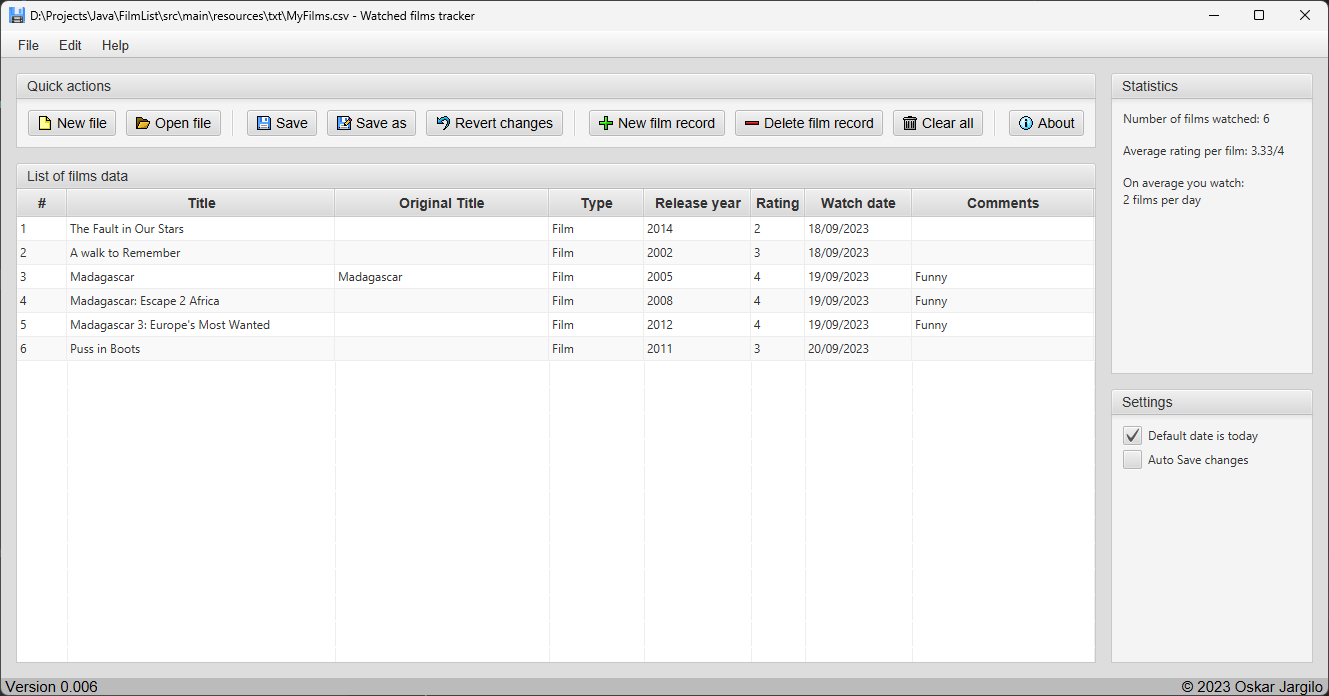 D:\Projects\Java\FilmList\src\main\resources\txt\MyFilms.csv - Watched films tracker
File Edit Help
Quick actions
New file Open file Save Save as Revert changes New film record Delete film record Clear all About
List of films data
# Title Original Title Type Release year Rating Watch date Comments
1 The Fault in Our Stars Film 2014 2 18/09/2023
2 A walk to Remember Film 2002 3 18/09/2023
3 Madagascar Madagascar Film 2005 4 19/09/2023 Funny
4 Madagascar: Escape 2 Africa Film 2008 4 19/09/2023 Funny
5 Madagascar 3: Europe's Most Wanted Film 2012 4 19/09/2023 Funny
6 Puss in Boots Film 2011 3 20/09/2023
Statistics
Number of films watched: 6
Average rating per film: 3.33/4
On average you watch:
2 films per day
Settings
Default date is today
Auto Save changes
Version 0.006
© 2023 Oskar Jargilo